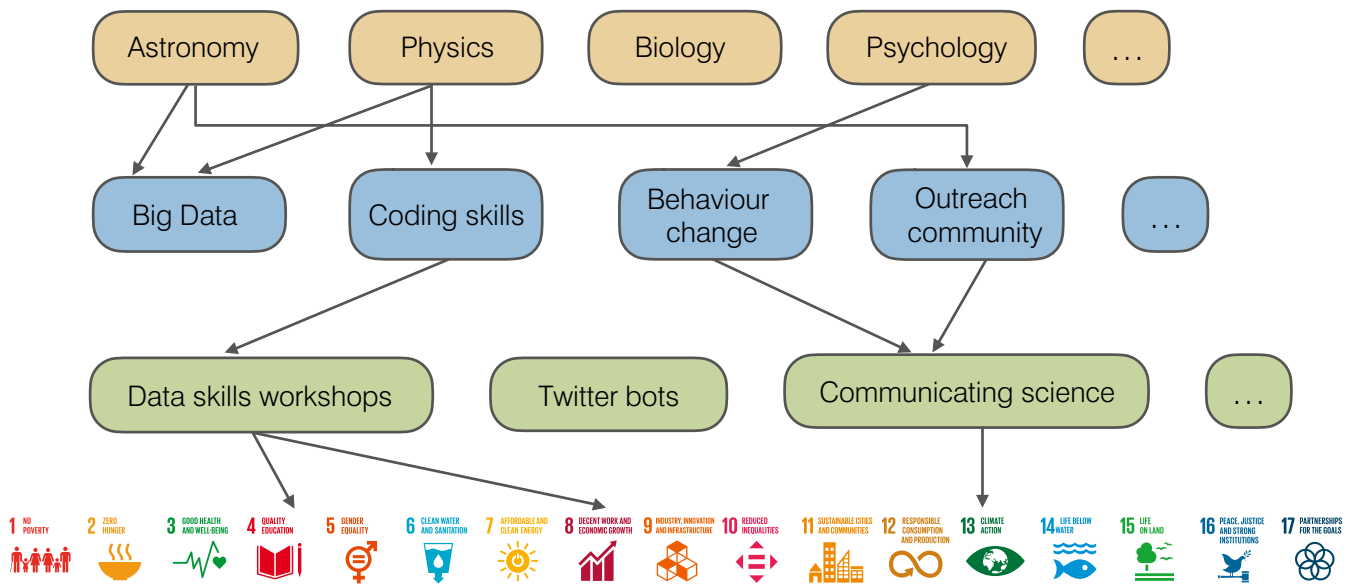 Astronomy
Physics
Biology
Psychology
...
Big Data
Coding skills
Behaviour
change
Outreach
community
...
Data skills workshops
Twitter bots
Communicating science
...
1 NO
POVERTY
2 ZERO
HUNGER
3 GOOD HEALTH
AND WELL-BEING
4 QUALITY
EDUCATION
5 GENDER
EQUALITY
6 CLEAN WATER
AND SANITATION
7 AFFORDABLE AND
CLEAN ENERGY
8 DECENT WORK AND
ECONOMIC GROWTH
9 INDUSTRY, INNOVATION
AND INFRASTRUCTURE
10 REDUCED
INEQUALITIES
11 SUSTAINABLE CITIES
AND COMMUNITIES
12 RESPONSIBLE
CONSUMPTION
AND PRODUCTION
13 CLIMATE
ACTION
14 LIFE BELOW
WATER
15 LIFE
ON LAND
16 PEACE, JUSTICE
AND STRONG
INSTITUTIONS
17 PARTNERSHIPS
FOR THE GOALS